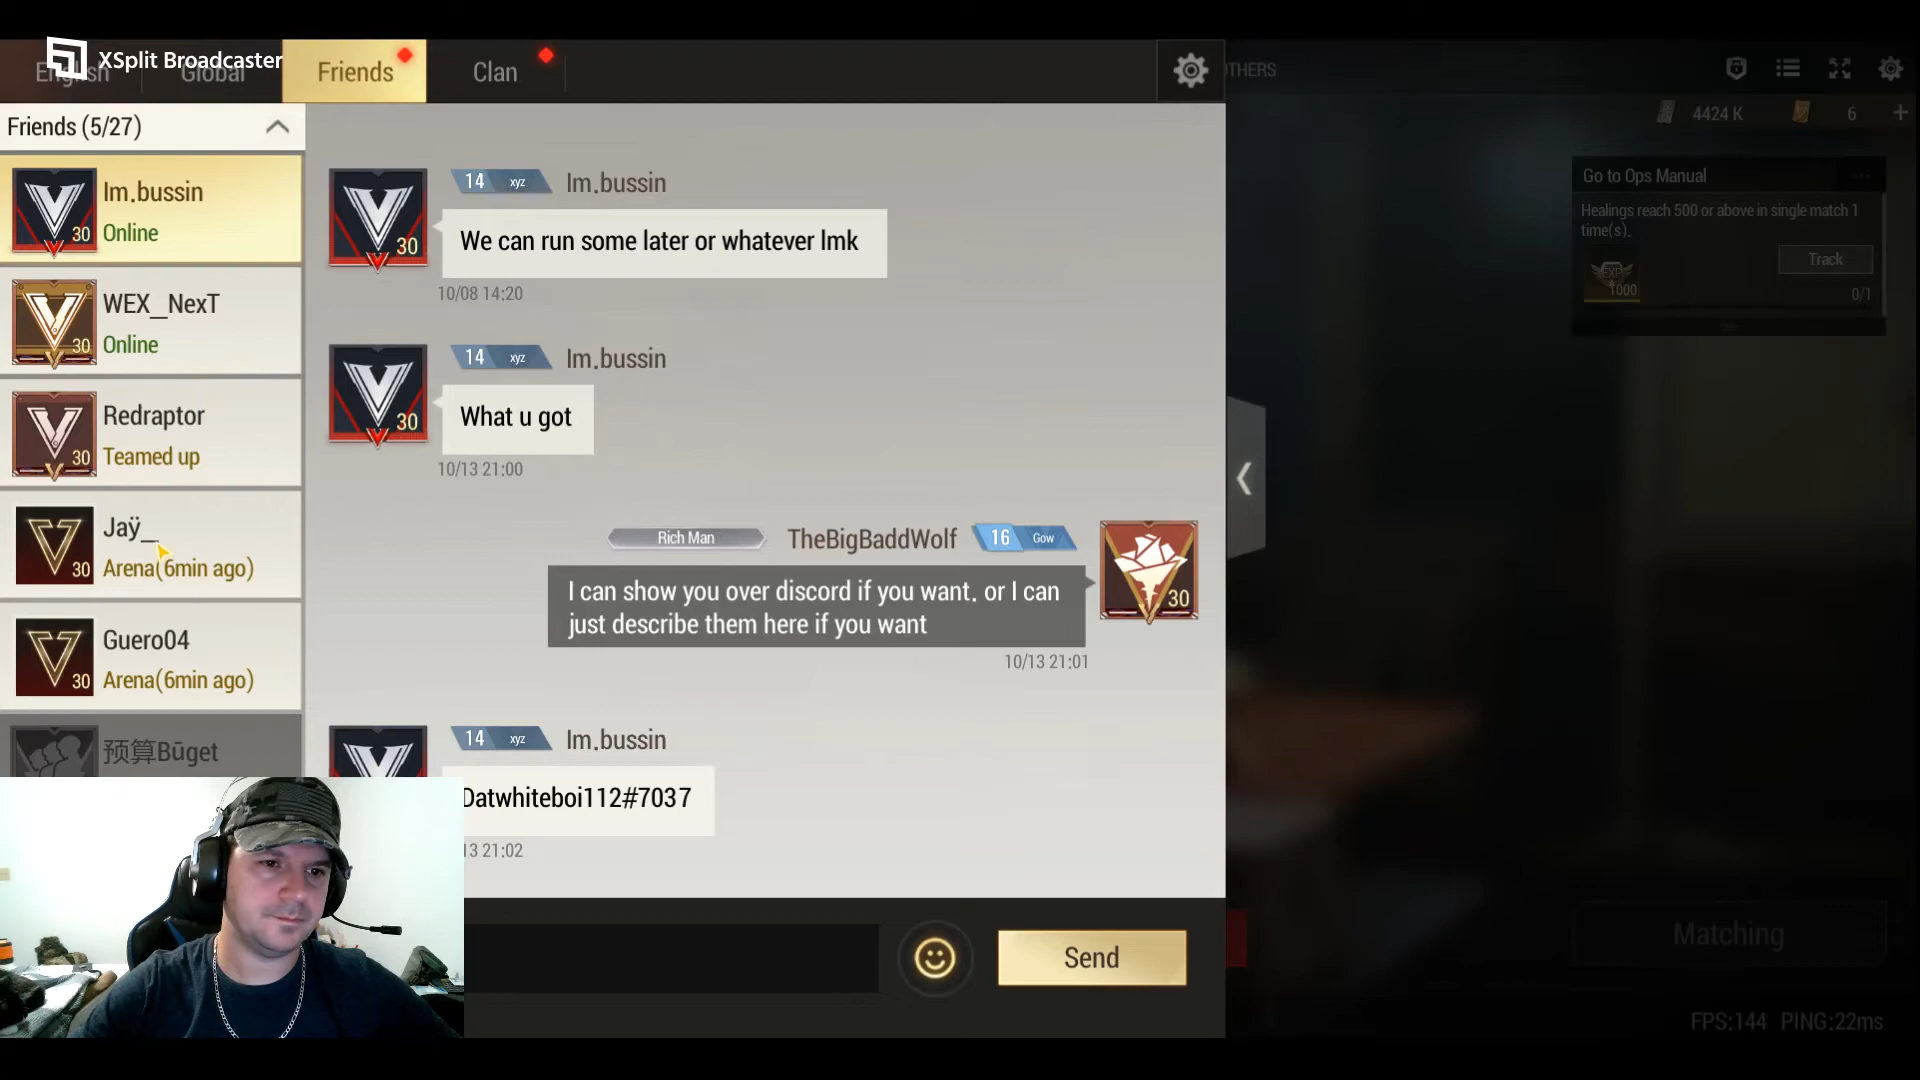 XSplit Broadcaster
English
Global
Friends
Clan
THERS
4424 K
6
Friends (5/27)
Im.bussin
30
Online
WEX_NexT
30
Online
Redraptor
30
Teamed up
Jaÿ_
30
Arena(6min ago)
Guero04
30
Arena(6min ago)
预算Būget
14 xyz Im.bussin
30
We can run some later or whatever lmk
10/08 14:20
14 xyz Im.bussin
30
What u got
10/13 21:00
Rich Man TheBigBaddWolf 16 Gow
30
I can show you over discord if you want. or I can
just describe them here if you want
10/13 21:01
14 xyz Im.bussin
Datwhiteboi112#7037
13 21:02
Send
Go to Ops Manual
Healings reach 500 or above in single match 1
time(s).
Track
EXP
1000
0/1
Matching
FPS:144 PING:22ms